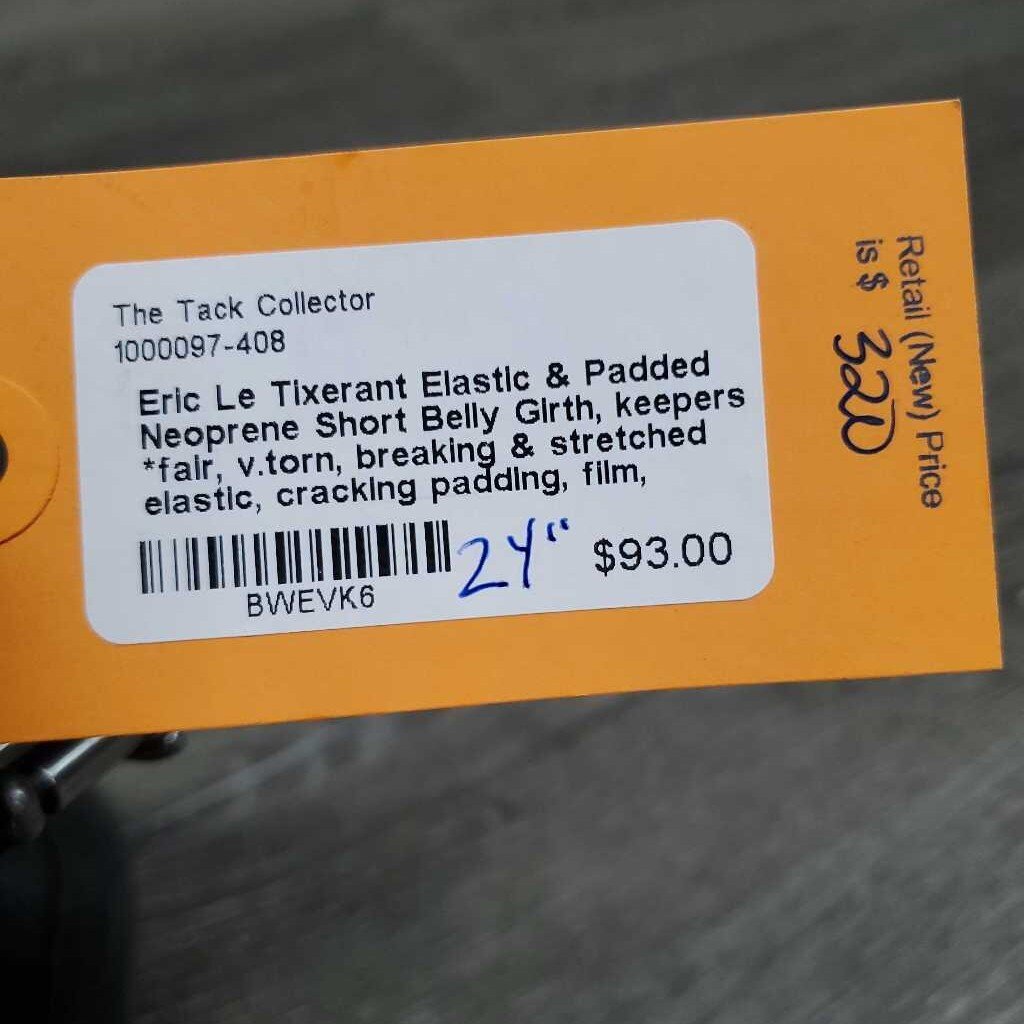 The Tack Collector
1000097-408
Eric Le Tixerant Elastic & Padded
Neoprene Short Belly Girth, keepers
*fair, v.torn, breaking & stretched
elastic, cracking padding, film,
BWEVK6
24"
$93.00
Retail (New) Price
is $ 320